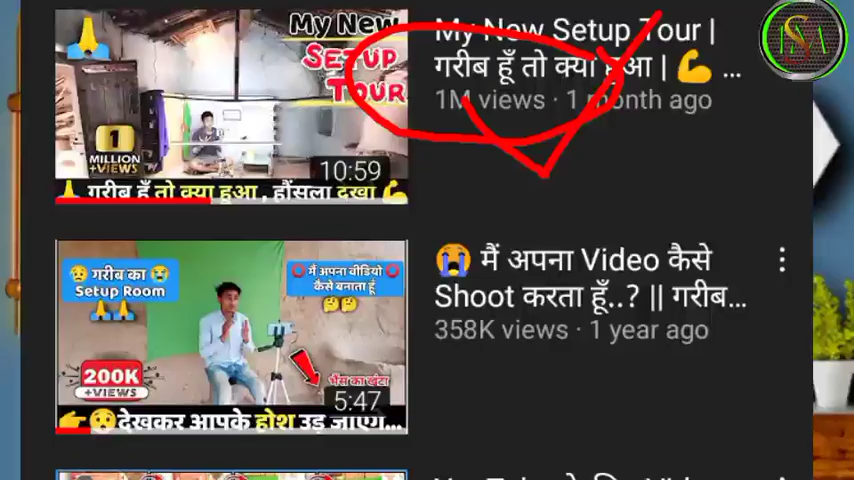 My New
SETUP
TOUR
1
MILLION
+VIEWS
10:59
गरीब हूँ तो क्या हुआ , हौंसला देखा
My New Setup Tour |
गरीब हूँ तो क्या हुआ | 💪 ...
1M views · 1 month ago
गरीब का
Setup Room
मैं अपना वीडियो
कैसे बनाता हूँ
200K
+VIEWS
भैंस का खूंटा
5:47
देखकर आपके होश उड़ जाएंगे...
😭 मैं अपना Video कैसे
Shoot करता हूँ..? || गरीब...
358K views · 1 year ago